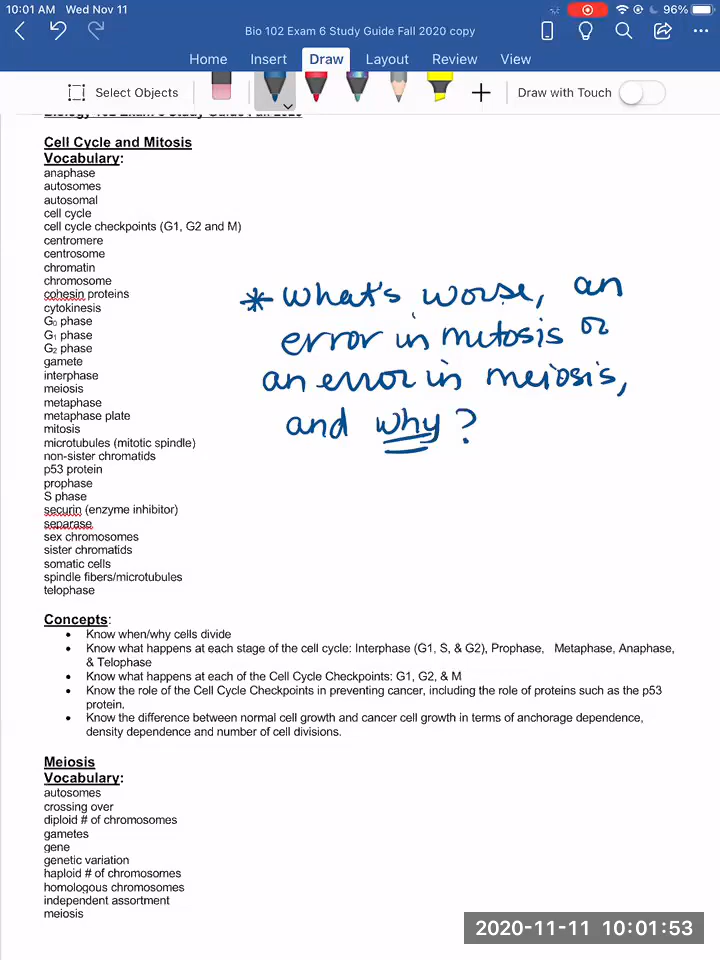 10:01 AM Wed Nov 11
96%
Bio 102 Exam 6 Study Guide Fall 2020 copy
Home Insert Draw Layout Review View
Select Objects
Draw with Touch
Biology 102 Exam 6 Study Guide Fall 2020
Cell Cycle and Mitosis
Vocabulary:
anaphase
autosomes
autosomal
cell cycle
cell cycle checkpoints (G1, G2 and M)
centromere
centrosome
chromatin
chromosome
cohesin proteins
cytokinesis
G₀ phase
G₁ phase
G₂ phase
gamete
interphase
meiosis
metaphase
metaphase plate
mitosis
microtubules (mitotic spindle)
non-sister chromatids
p53 protein
prophase
S phase
securin (enzyme inhibitor)
separase
sex chromosomes
sister chromatids
somatic cells
spindle fibers/microtubules
telophase
* what's worse, an
error in mitosis or
an error in meiosis,
and why?
Concepts:
• Know when/why cells divide
• Know what happens at each stage of the cell cycle: Interphase (G1, S, & G2), Prophase, Metaphase, Anaphase,
& Telophase
• Know what happens at each of the Cell Cycle Checkpoints: G1, G2, & M
• Know the role of the Cell Cycle Checkpoints in preventing cancer, including the role of proteins such as the p53
protein.
• Know the difference between normal cell growth and cancer cell growth in terms of anchorage dependence,
density dependence and number of cell divisions.
Meiosis
Vocabulary:
autosomes
crossing over
diploid # of chromosomes
gametes
gene
genetic variation
haploid # of chromosomes
homologous chromosomes
independent assortment
meiosis
2020-11-11 10:01:53